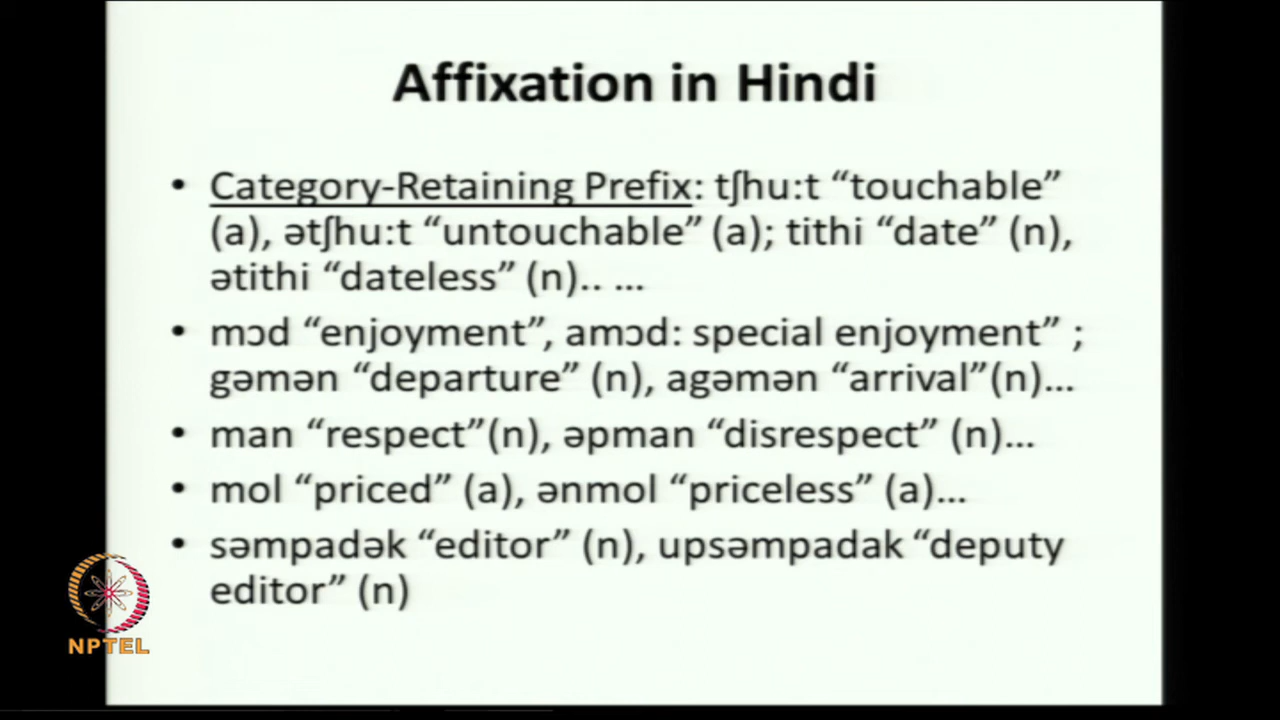 Affixation in Hindi
• Category-Retaining Prefix: tʃhu:t “touchable”
(a), ətʃhu:t “untouchable” (a); tithi “date” (n),
ətithi “dateless” (n).. ...
• mɔd “enjoyment”, amɔd: special enjoyment” ;
gəmən “departure” (n), agəmən “arrival”(n)...
• man “respect”(n), əpman “disrespect” (n)...
• mol “priced” (a), ənmol “priceless” (a)...
• səmpadək “editor” (n), upsəmpadak “deputy
editor” (n)
NPTEL